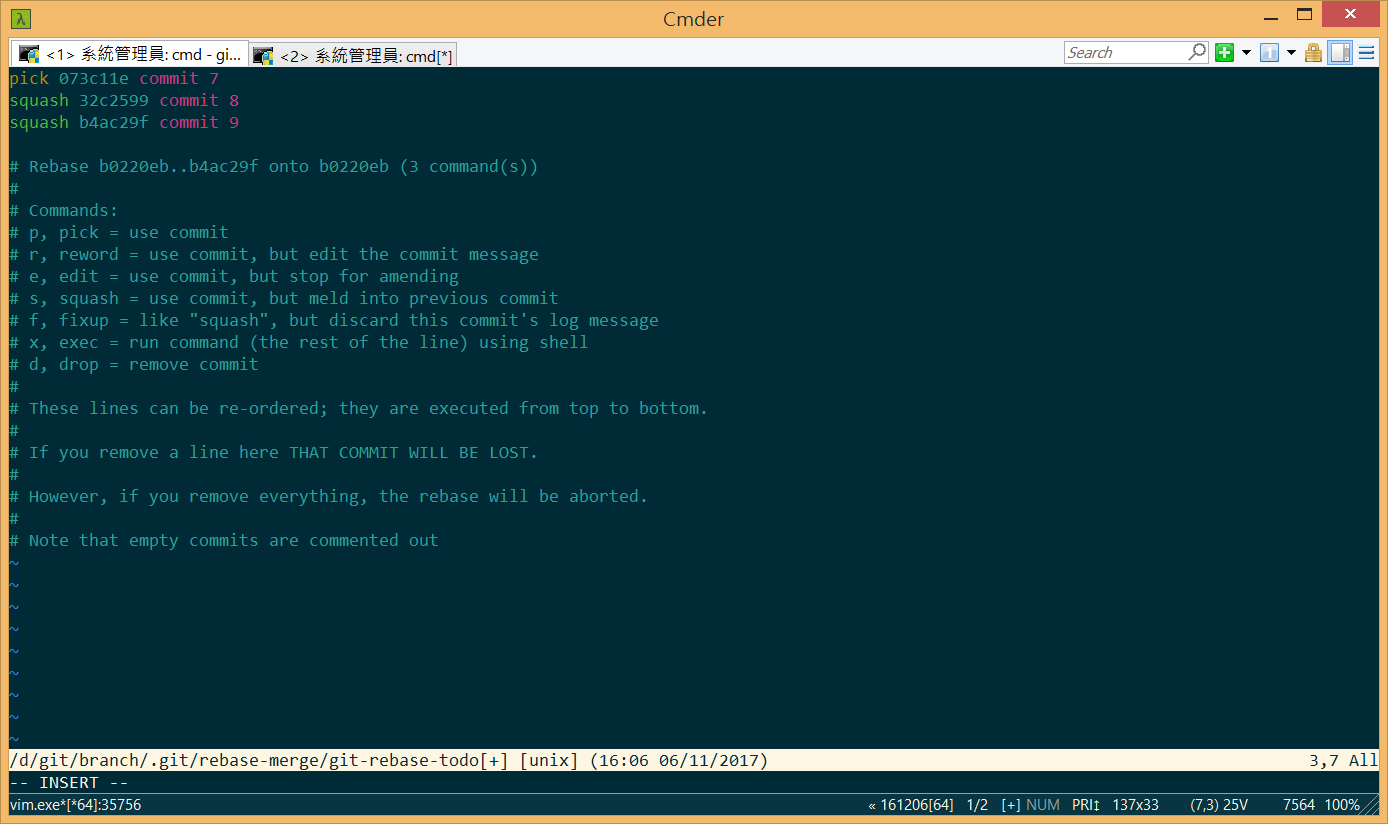 λ
Cmder
<1> 系統管理員: cmd - gi...
<2> 系統管理員: cmd[*]
Search
pick 073c11e commit 7
squash 32c2599 commit 8
squash b4ac29f commit 9
# Rebase b0220eb..b4ac29f onto b0220eb (3 command(s))
#
# Commands:
# p, pick = use commit
# r, reword = use commit, but edit the commit message
# e, edit = use commit, but stop for amending
# s, squash = use commit, but meld into previous commit
# f, fixup = like "squash", but discard this commit's log message
# x, exec = run command (the rest of the line) using shell
# d, drop = remove commit
#
# These lines can be re-ordered; they are executed from top to bottom.
#
# If you remove a line here THAT COMMIT WILL BE LOST.
#
# However, if you remove everything, the rebase will be aborted.
#
# Note that empty commits are commented out
~
~
~
~
~
~
~
~
~
/d/git/branch/.git/rebase-merge/git-rebase-todo[+] [unix] (16:06 06/11/2017) 3,7 All
-- INSERT --
vim.exe*[*64]:35756 « 161206[64] 1/2 [+] NUM PRI↕ 137x33 (7,3) 25V 7564 100%